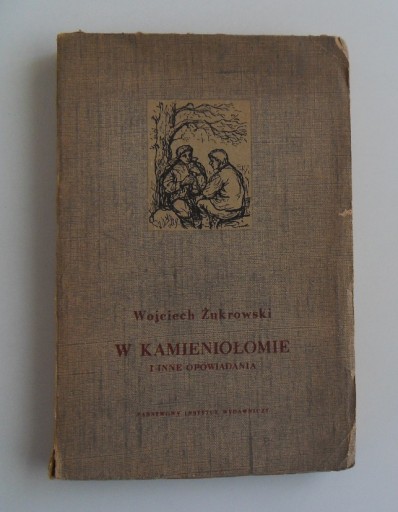 Wojciech Żukrowski
W KAMIENIOŁOMIE
I INNE OPOWIADANIA
PAŃSTWOWY INSTYTUT WYDAWNICZY